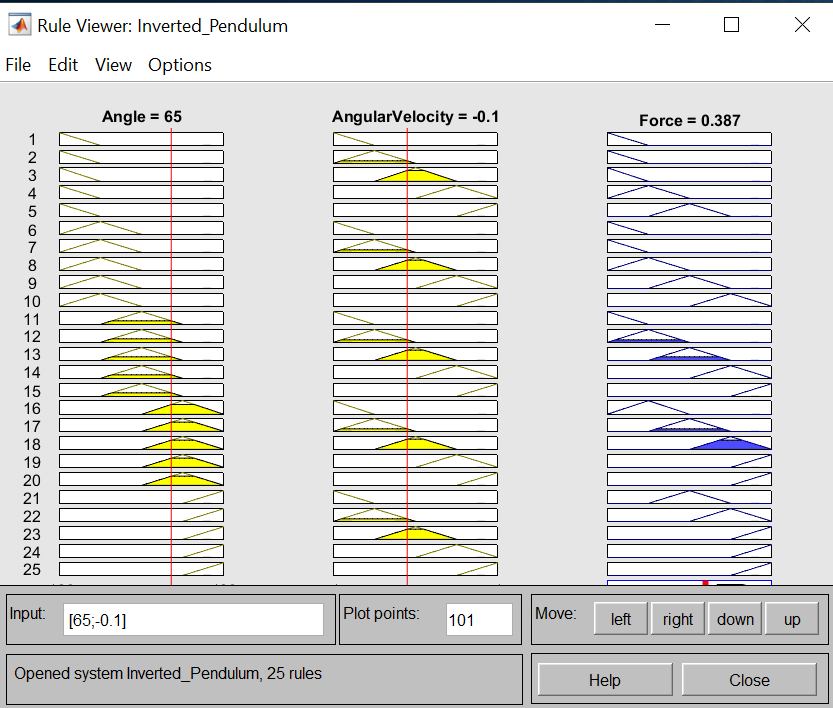 Rule Viewer: Inverted_Pendulum
File Edit View Options
Angle = 65
AngularVelocity = -0.1
Force = 0.387
1
2
3
4
5
6
7
8
9
10
11
12
13
14
15
16
17
18
19
20
21
22
23
24
25
Input:
[65;-0.1]
Plot points:
101
Move:
left
right
down
up
Opened system Inverted_Pendulum, 25 rules
Help
Close